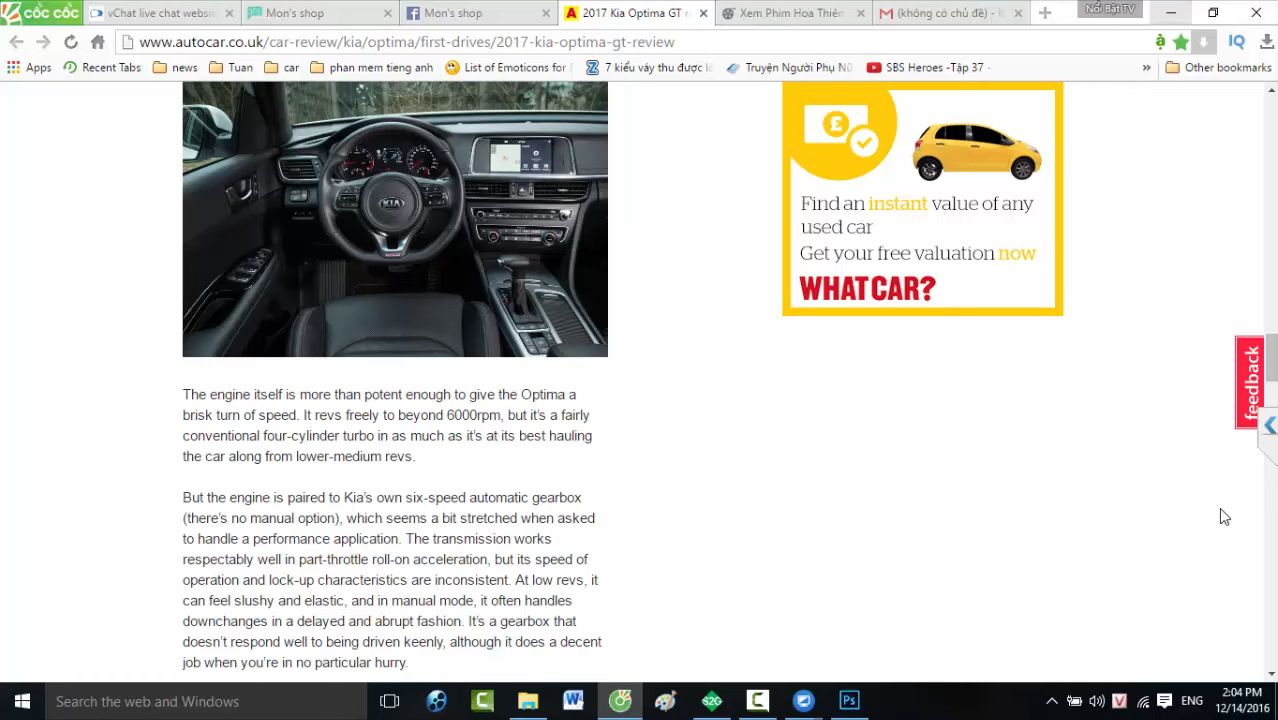 CỐC CỐC
vChat live chat websi
Mon's shop
Mon's shop
2017 Kia Optima GT r
Xem Phim Hoa Thiên
(không có chủ đề) -
Nổi Bật TV
www.autocar.co.uk/car-review/kia/optima/first-drives/2017-kia-optima-gt-review
Apps
Recent Tabs
news
Tuan
car
phan mem tieng anh
List of Emoticons for
7 kiểu váy thu được l
Truyện Người Phụ Nữ
SBS Heroes -Tập 37 -
»
Other bookmarks
KIA
£
Find an instant value of any
used car
Get your free valuation now
WHAT CAR?
feedback
The engine itself is more than potent enough to give the Optima a
brisk turn of speed. It revs freely to beyond 6000rpm, but it's a fairly
conventional four-cylinder turbo in as much as it's at its best hauling
the car along from lower-medium revs.
But the engine is paired to Kia's own six-speed automatic gearbox
(there's no manual option), which seems a bit stretched when asked
to handle a performance application. The transmission works
respectably well in part-throttle roll-on acceleration, but its speed of
operation and lock-up characteristics are inconsistent. At low revs, it
can feel slushy and elastic, and in manual mode, it often handles
downchanges in a delayed and abrupt fashion. It's a gearbox that
doesn't respond well to being driven keenly, although it does a decent
job when you're in no particular hurry.
Search the web and Windows
S2G
Ps
ENG
2:04 PM
12/14/2016